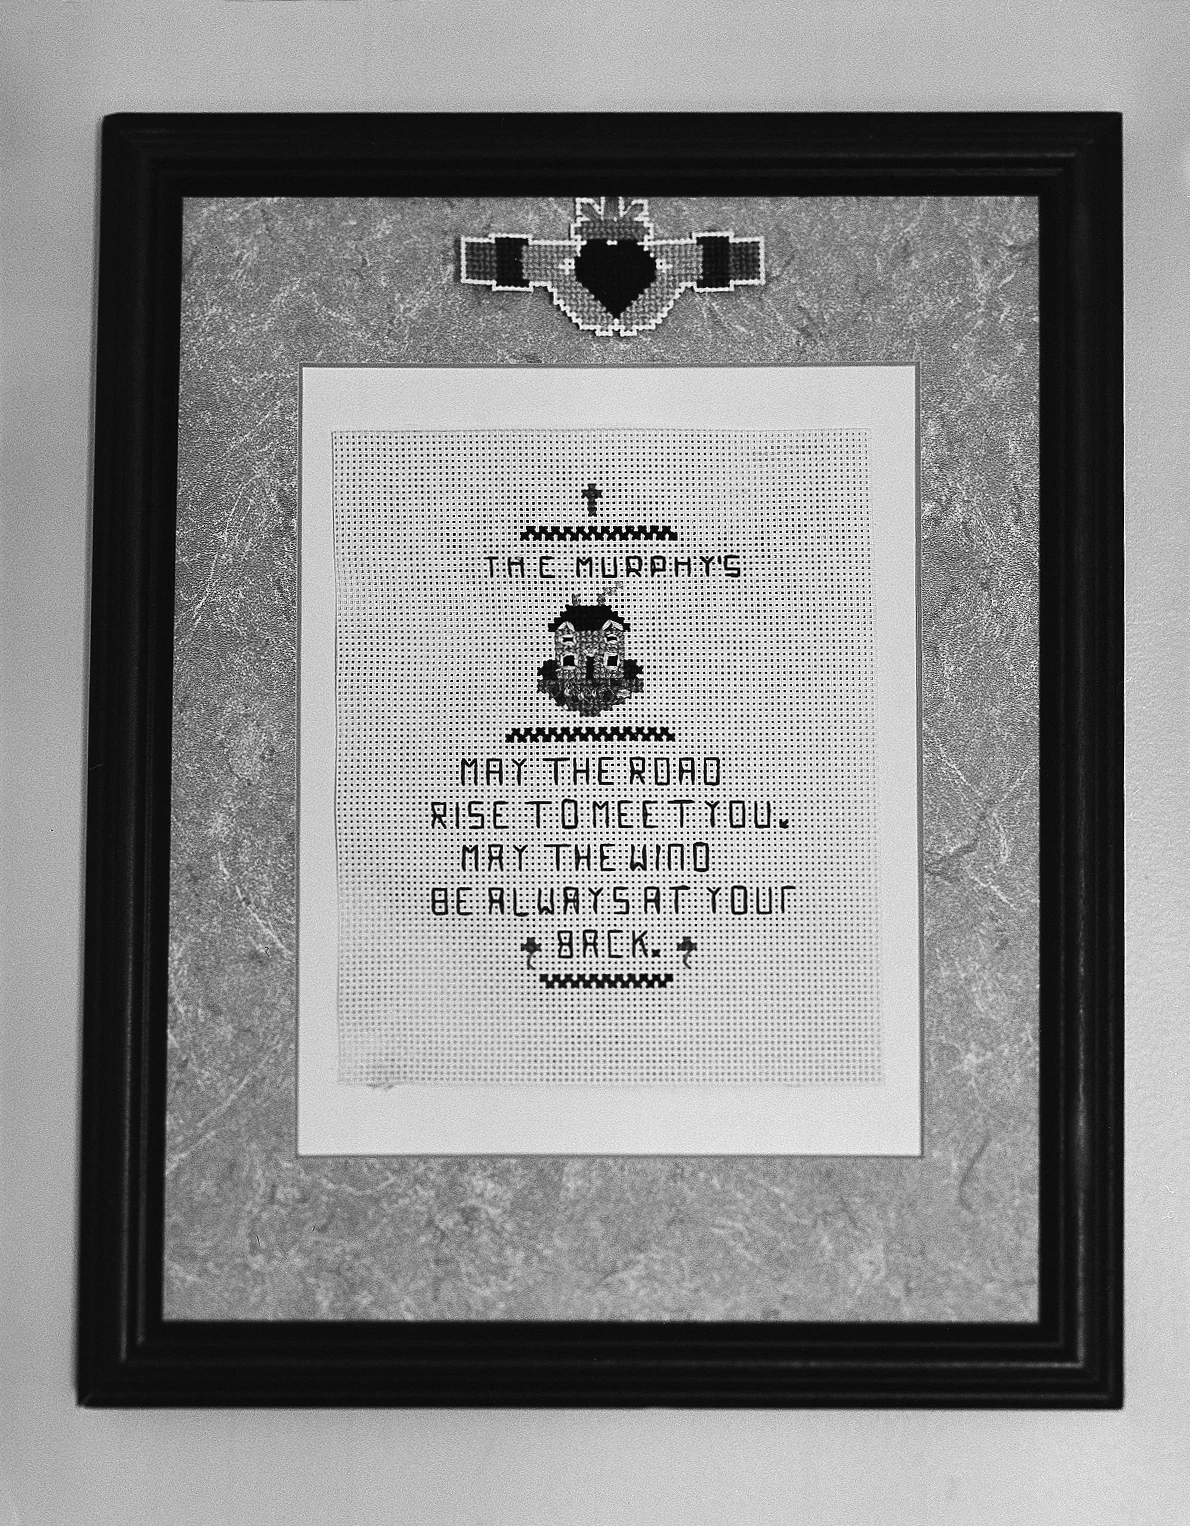 THE MURPHY'S
MAY THE ROAD
RISE TO MEET YOU.
MAY THE WIND
BE ALWAYS AT YOUr
BACK.